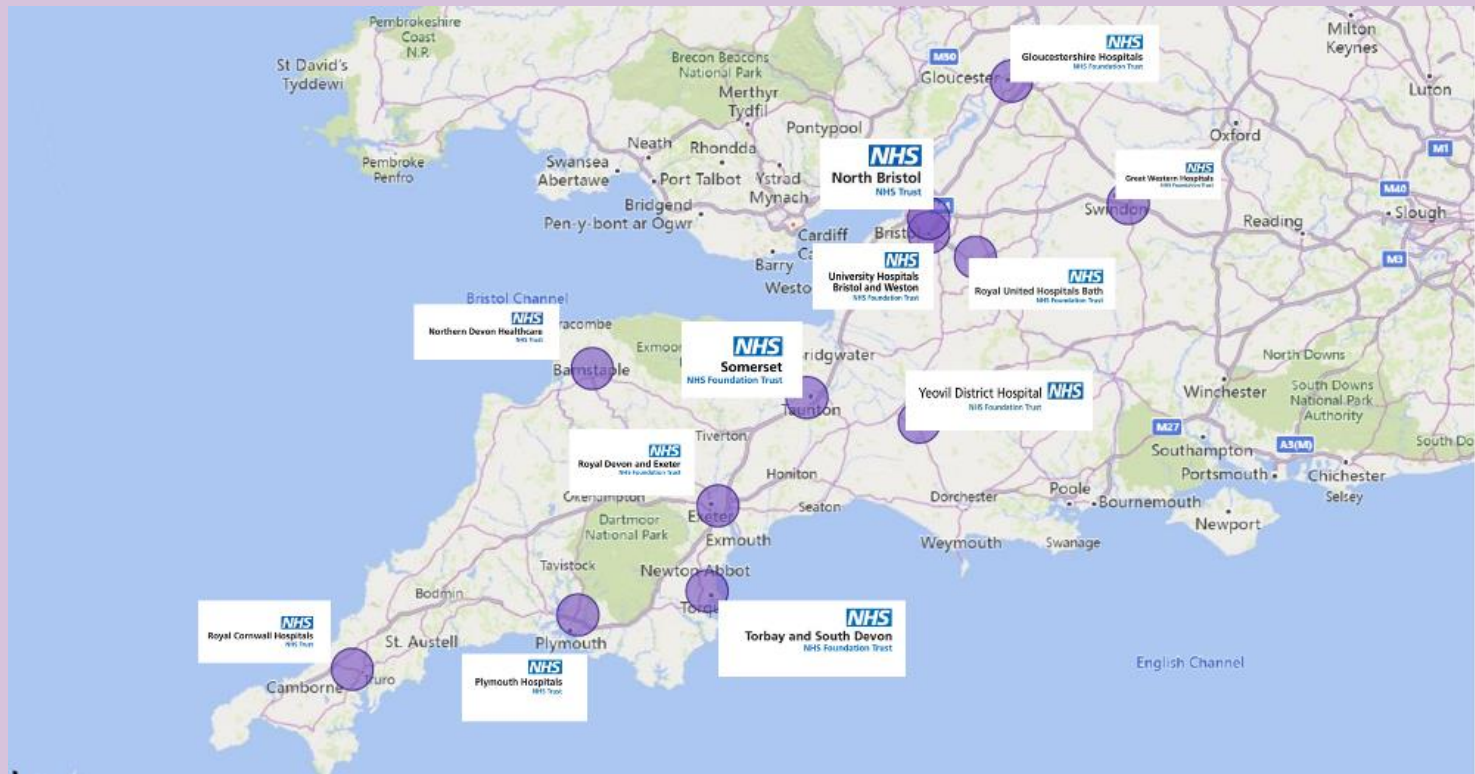 Pembrokeshire
Coast
N.P.
St David's
Tyddewi
Pembroke
Penfro
Brecon Beacons
National Park
Merthyr
Tydfil
Pontypool
Neath
Rhondda
Swansea
Abertawe
Port Talbot
Ystrad
Mynach
Bridgend
Pen-y-bont ar Ogwr
Cardiff
Barry
M50
Gloucester
NHS
Gloucestershire Hospitals
NHS Foundation Trust
Milton
Keynes
Luton
Oxford
M1
NHS
North Bristol
NHS Trust
NHS
Great Western Hospitals
NHS Foundation Trust
M40
Slough
Swindon
Reading
M3
NHS
University Hospitals
Bristol and Weston
NHS Foundation Trust
NHS
Royal United Hospitals Bath
NHS Foundation Trust
Bristol Channel
NHS
Northern Devon Healthcare
NHS Trust
Barnstaple
NHS
Somerset
NHS Foundation Trust
Taunton
Yeovil District Hospital NHS
NHS Foundation Trust
North Downs
Winchester
South Downs
National Park
Authority
M27
Southampton
A3(M)
Portsmouth
Chichester
Selsey
Tiverton
NHS
Royal Devon and Exeter
NHS Foundation Trust
Honiton
Okehampton
Exeter
Seaton
Dorchester
Poole
Bournemouth
Newport
Dartmoor
National Park
Exmouth
Weymouth
Swanage
Tavistock
Newton Abbot
Bodmin
NHS
Royal Cornwall Hospitals
NHS Trust
St. Austell
Plymouth
NHS
Torbay and South Devon
NHS Foundation Trust
NHS
Plymouth Hospitals
NHS Trust
Camborne
English Channel